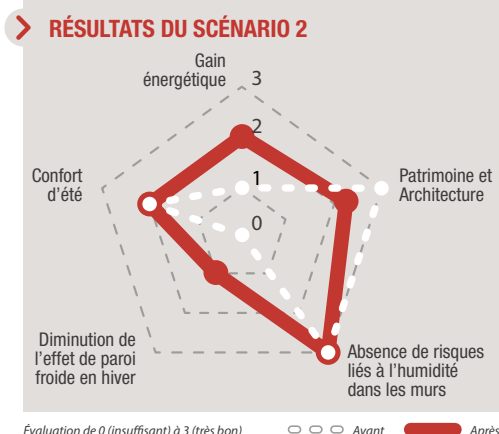 RÉSULTATS DU SCÉNARIO 2
Gain
énergétique
3
2
1
0
Confort
d'été
Patrimoine et
Architecture
Diminution de
l'effet de paroi
froide en hiver
Absence de risques
liés à l'humidité
dans les murs
Évaluation de 0 (insuffisant) à 3 (très bon)
Avant
Après